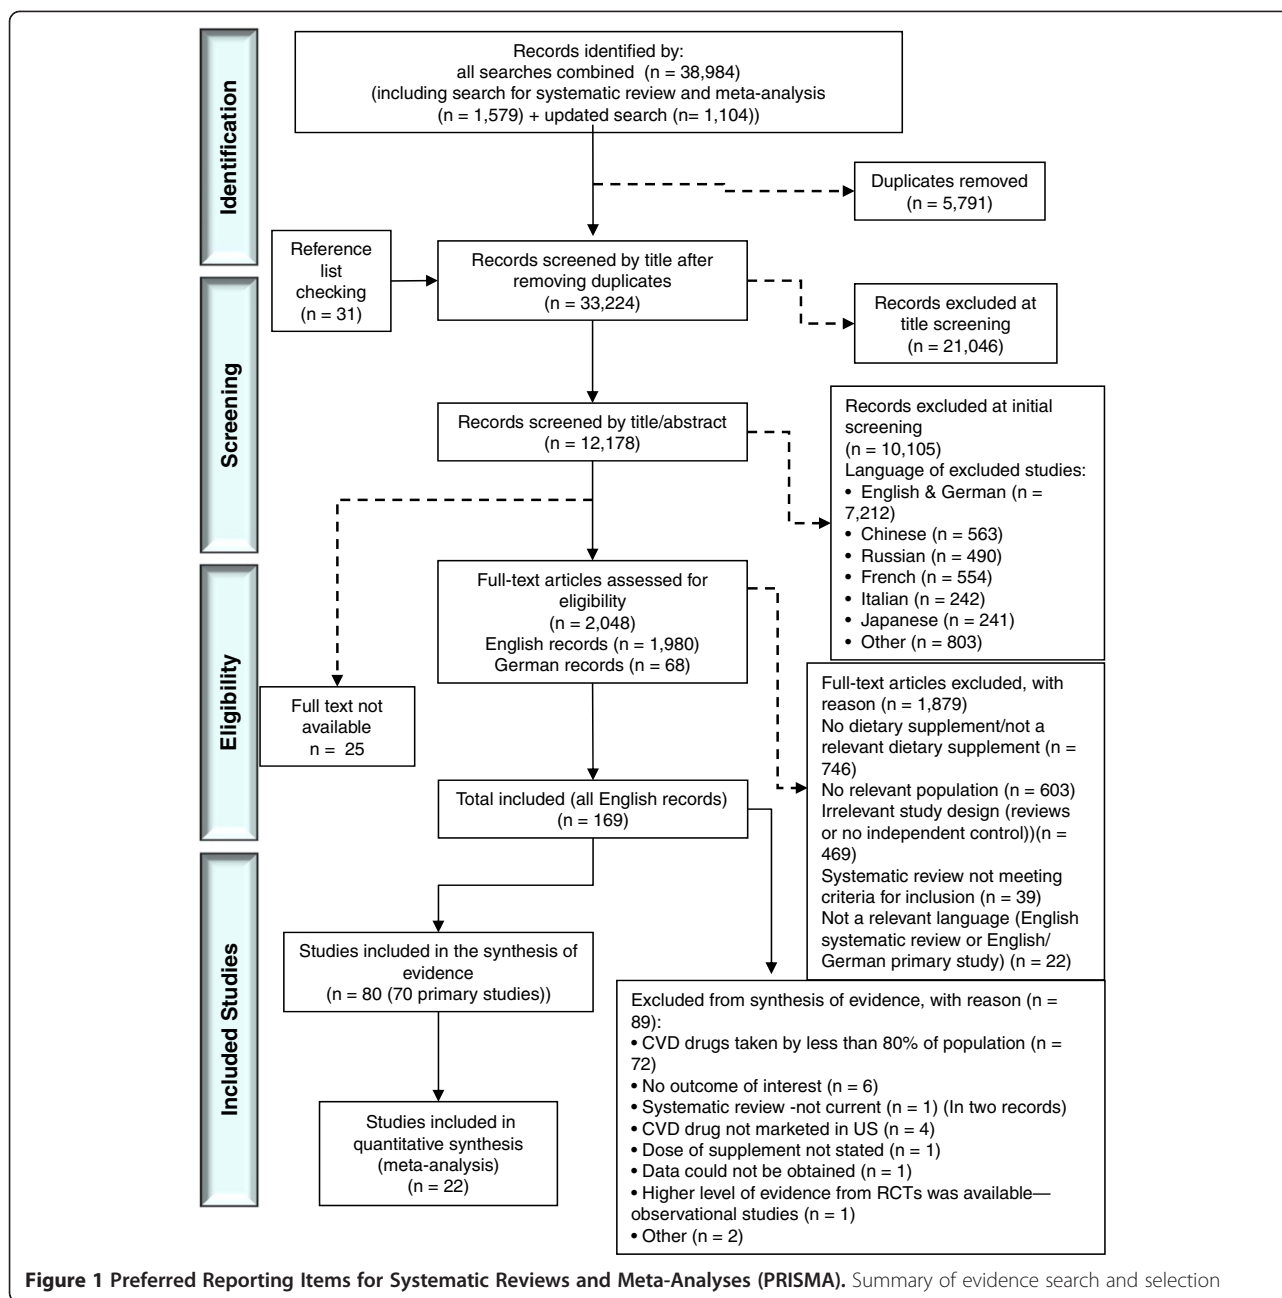 Identification
Records identified by:
all searches combined (n = 38,984)
(including search for systematic review and meta-analysis
(n = 1,579) + updated search (n= 1,104))
Duplicates removed
(n = 5,791)
Reference
list
checking
(n = 31)
Records screened by title after
removing duplicates
(n = 33,224)
Records excluded at
title screening
(n = 21,046)
Screening
Records screened by title/abstract
(n = 12,178)
Records excluded at initial
screening
(n = 10,105)
Language of excluded studies:
• English & German (n =
7,212)
• Chinese (n = 563)
• Russian (n = 490)
• French (n = 554)
• Italian (n = 242)
• Japanese (n = 241)
• Other (n = 803)
Eligibility
Full-text articles assessed for
eligibility
(n = 2,048)
English records (n = 1,980)
German records (n = 68)
Full text not
available
n = 25
Full-text articles excluded, with
reason (n = 1,879)
No dietary supplement/not a
relevant dietary supplement (n =
746)
No relevant population (n = 603)
Irrelevant study design (reviews
or no independent control))(n =
469)
Systematic review not meeting
criteria for inclusion (n = 39)
Not a relevant language (English
systematic review or English/
German primary study) (n = 22)
Total included (all English records)
(n = 169)
Included Studies
Studies included in the synthesis of
evidence
(n = 80 (70 primary studies))
Excluded from synthesis of evidence, with reason (n =
89):
• CVD drugs taken by less than 80% of population (n =
72)
• No outcome of interest (n = 6)
• Systematic review -not current (n = 1) (In two records)
• CVD drug not marketed in US (n = 4)
• Dose of supplement not stated (n = 1)
• Data could not be obtained (n = 1)
• Higher level of evidence from RCTs was available—
observational studies (n = 1)
• Other (n = 2)
Studies included in
quantitative synthesis
(meta-analysis)
(n = 22)
Figure 1 Preferred Reporting Items for Systematic Reviews and Meta-Analyses (PRISMA). Summary of evidence search and selection